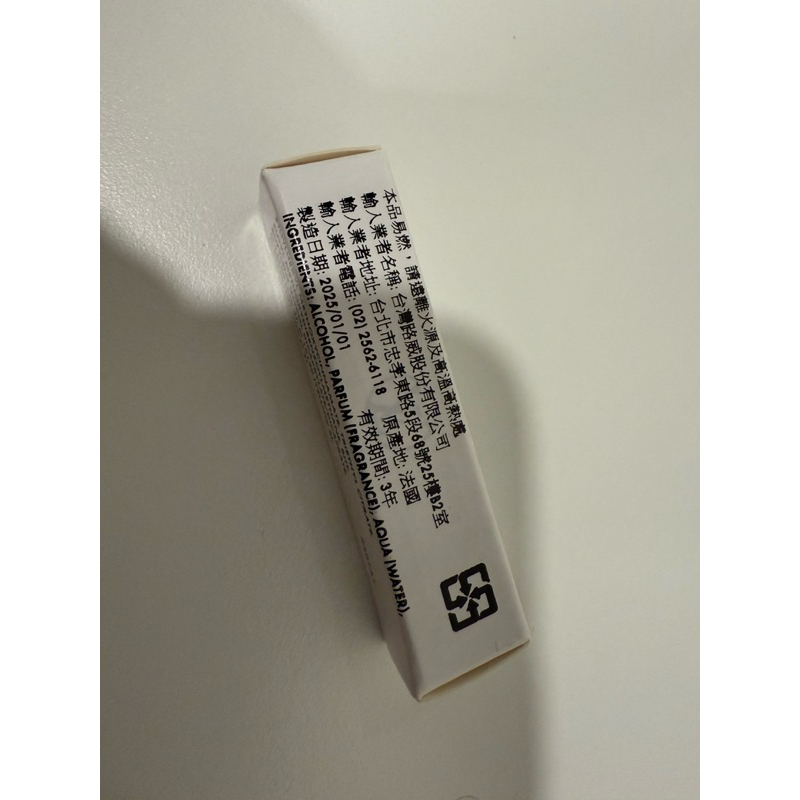 本品易燃，請遠離火源及高溫高熱處
輸入業者名稱: 台灣路威股份有限公司
輸入業者地址: 台北市忠孝東路5段68號25樓B2室
輸入業者電話: (02) 2562-6118 原產地: 法國
製造日期: 2025/01/01 有效期間: 3年
INGREDIENTS: ALCOHOL, PARFUM (FRAGRANCE), AQUA (WATER),